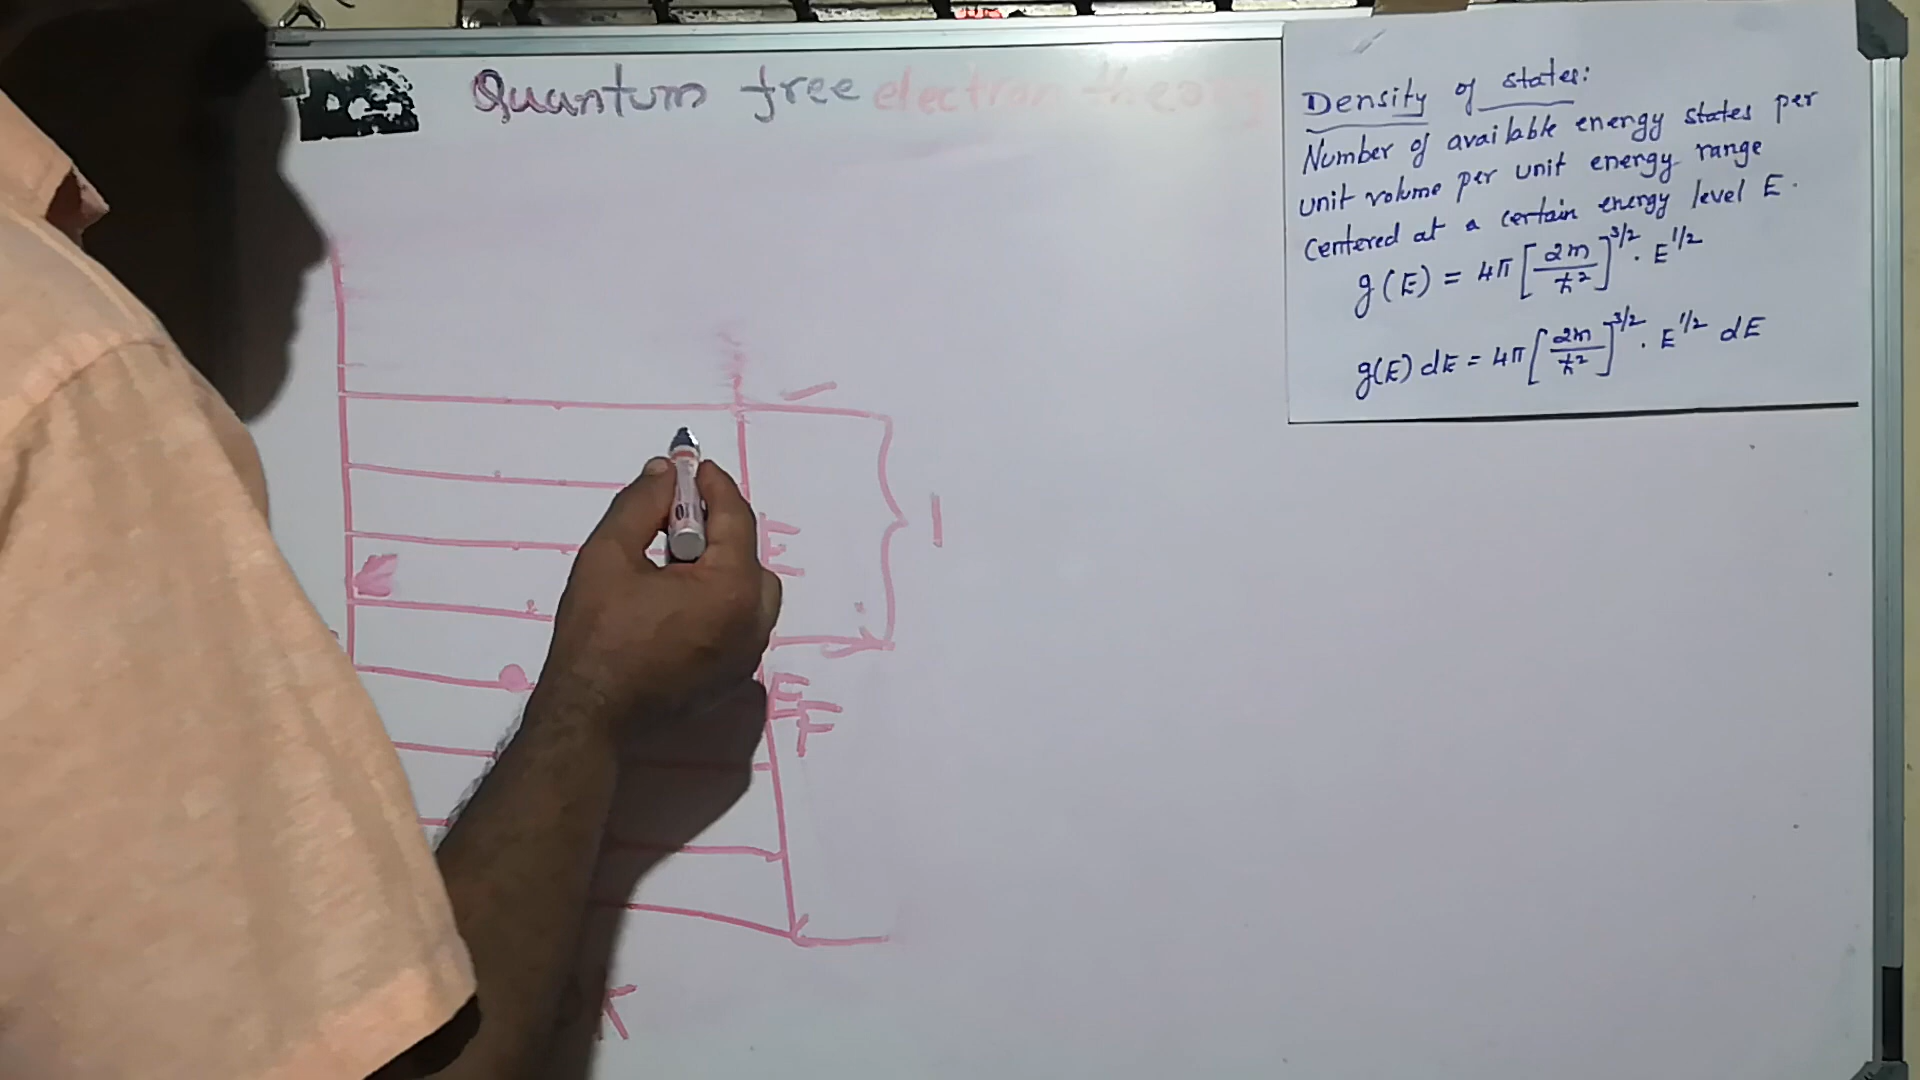 Quantum free electron theory
Density of states:
Number of available energy states per
unit volume per unit energy range
centered at a certain energy level E.
g(E) = 4π [2m/ħ²]^3/2 . E^1/2
g(E) dE = 4π [2m/ħ²]^3/2 . E^1/2 dE
E
E_F
K